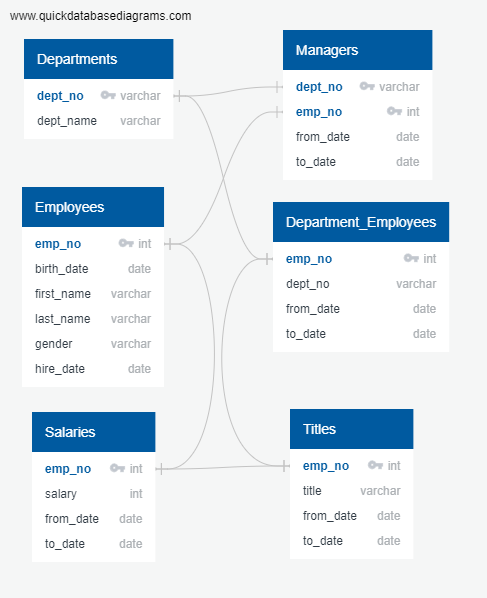 www.quickdatabasediagrams.com
Departments
dept_no varchar
dept_name varchar
Managers
dept_no varchar
emp_no int
from_date date
to_date date
Employees
emp_no int
birth_date date
first_name varchar
last_name varchar
gender varchar
hire_date date
Department_Employees
emp_no int
dept_no varchar
from_date date
to_date date
Salaries
emp_no int
salary int
from_date date
to_date date
Titles
emp_no int
title varchar
from_date date
to_date date